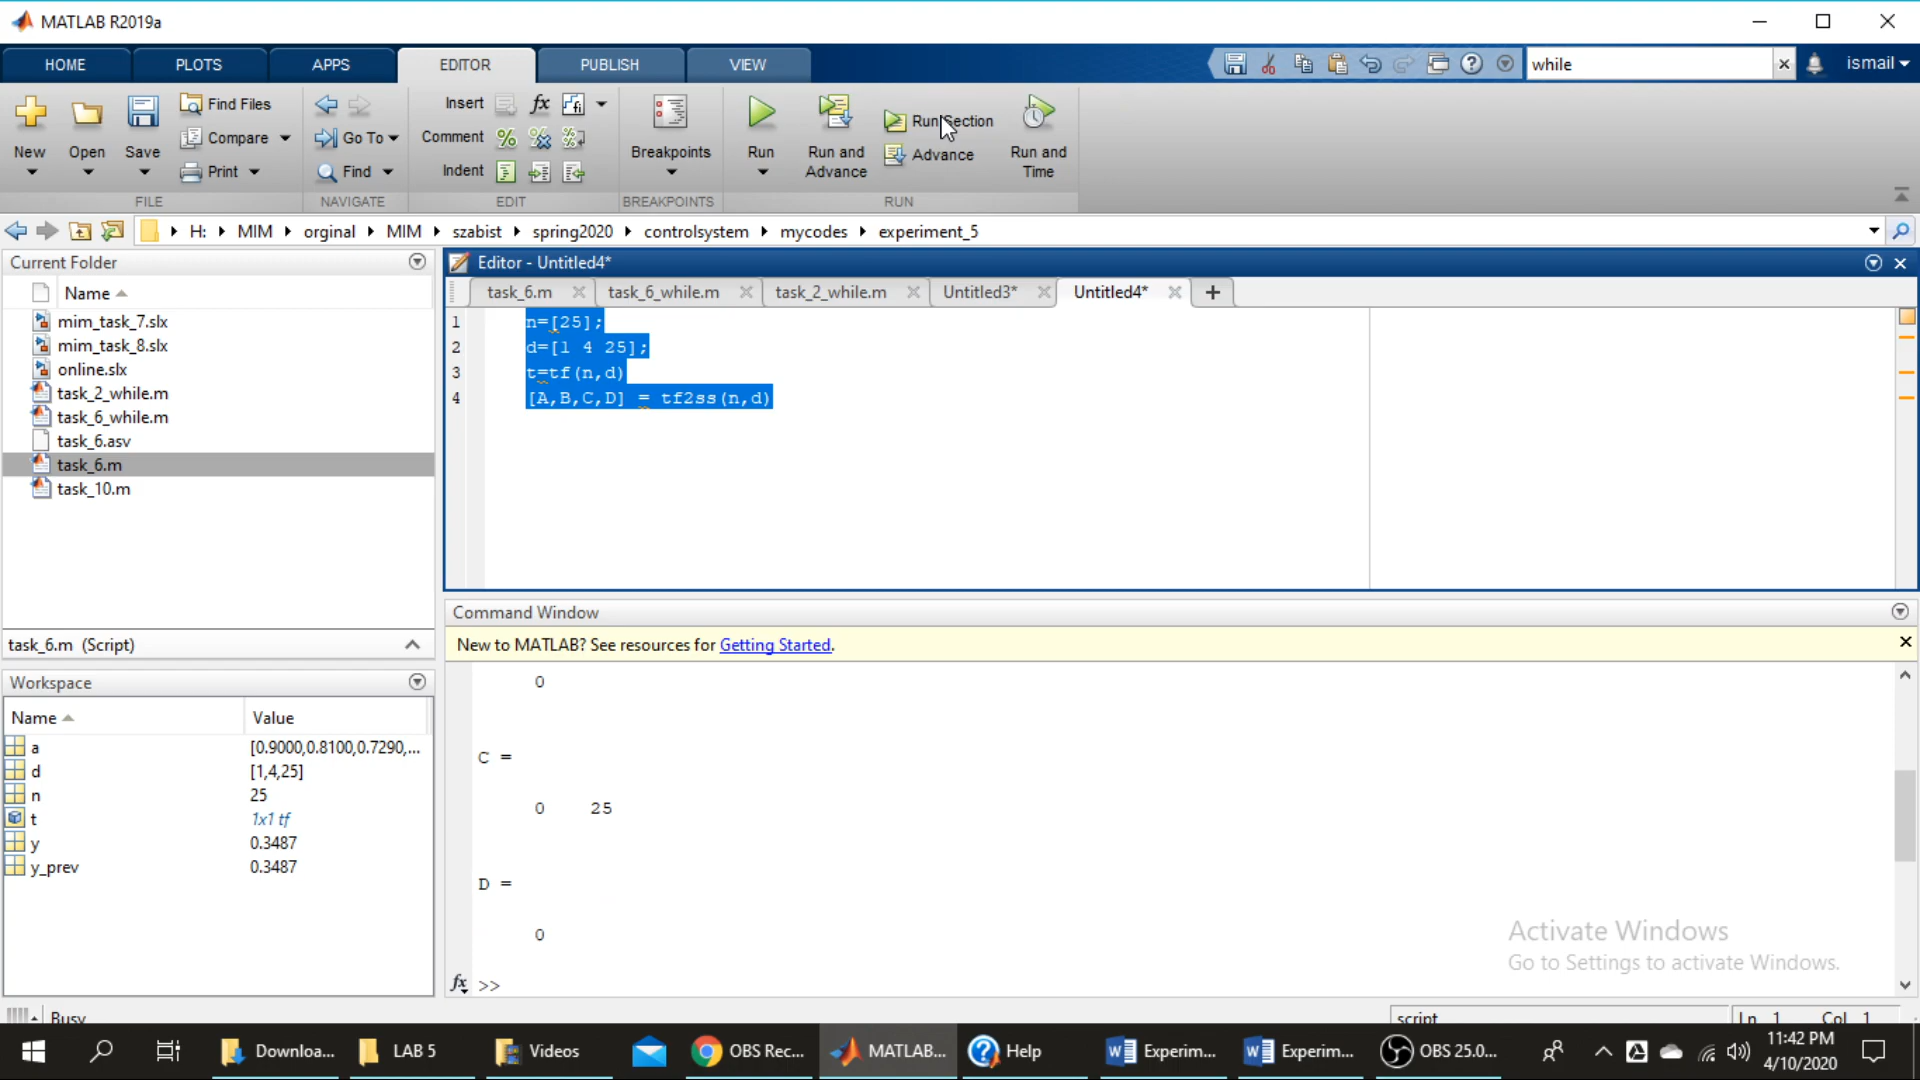 MATLAB R2019a
HOME PLOTS APPS EDITOR PUBLISH VIEW while ismail
New Open Save Find Files Compare Print
Go To Find
Insert fx fi
Comment
Indent
Breakpoints Run Run and Advance Run Section Advance Run and Time
FILE NAVIGATE EDIT BREAKPOINTS RUN
H: MIM orginal MIM szabist spring2020 controlsystem mycodes experiment_5
Current Folder
Name
mim_task_7.slx
mim_task_8.slx
online.slx
task_2_while.m
task_6_while.m
task_6.asv
task_6.m
task_10.m
task_6.m (Script)
Workspace
Name Value
a [0.9000,0.8100,0.7290,...
d [1,4,25]
n 25
t 1x1 tf
y 0.3487
y_prev 0.3487
Editor - Untitled4*
task_6.m task_6_while.m task_2_while.m Untitled3* Untitled4*
1 n=[25];
2 d=[1 4 25];
3 t=tf(n,d)
4 [A,B,C,D] = tf2ss(n,d)
Command Window
New to MATLAB? See resources for Getting Started.
0
C =
0 25
D =
0
fx >>
Activate Windows
Go to Settings to activate Windows.
Busy script Ln 1 Col 1
Downloa... LAB 5 Videos OBS Rec... MATLAB... Help Experim... Experim... OBS 25.0...
11:42 PM
4/10/2020